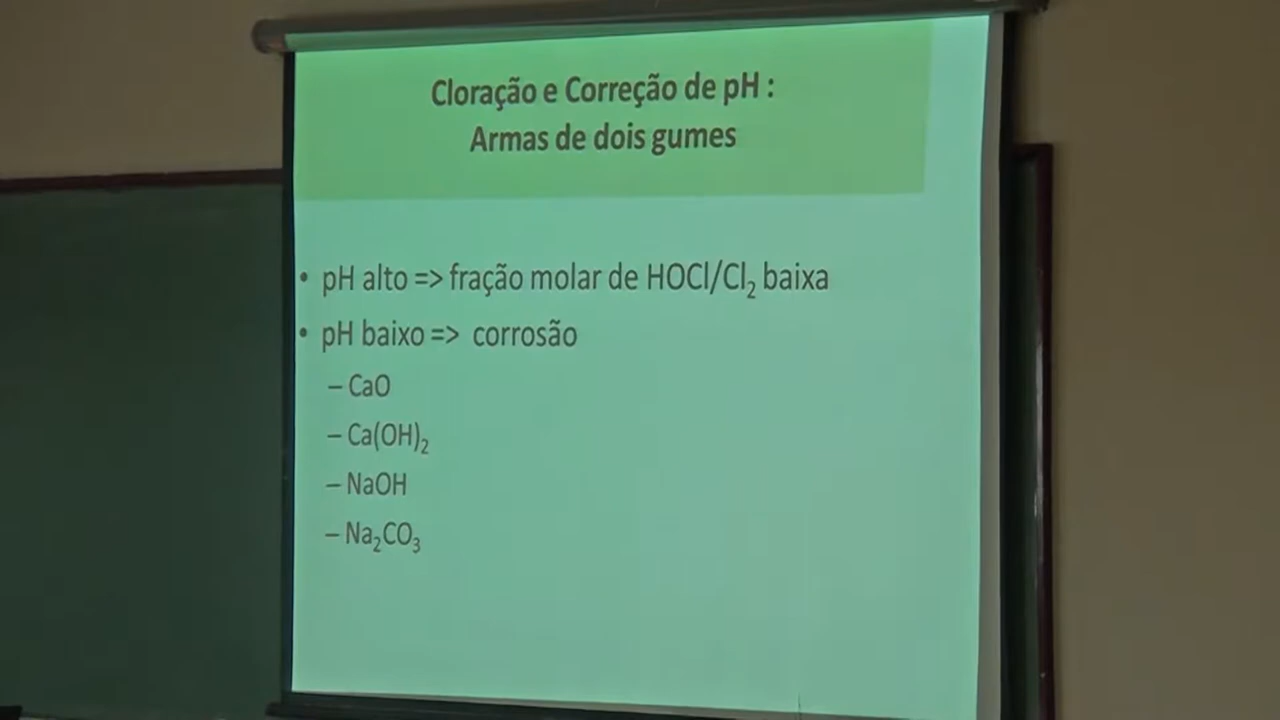 Cloração e Correção de pH :
Armas de dois gumes
• pH alto => fração molar de HOCl/Cl₂ baixa
• pH baixo => corrosão
– CaO
– Ca(OH)₂
– NaOH
– Na₂CO₃